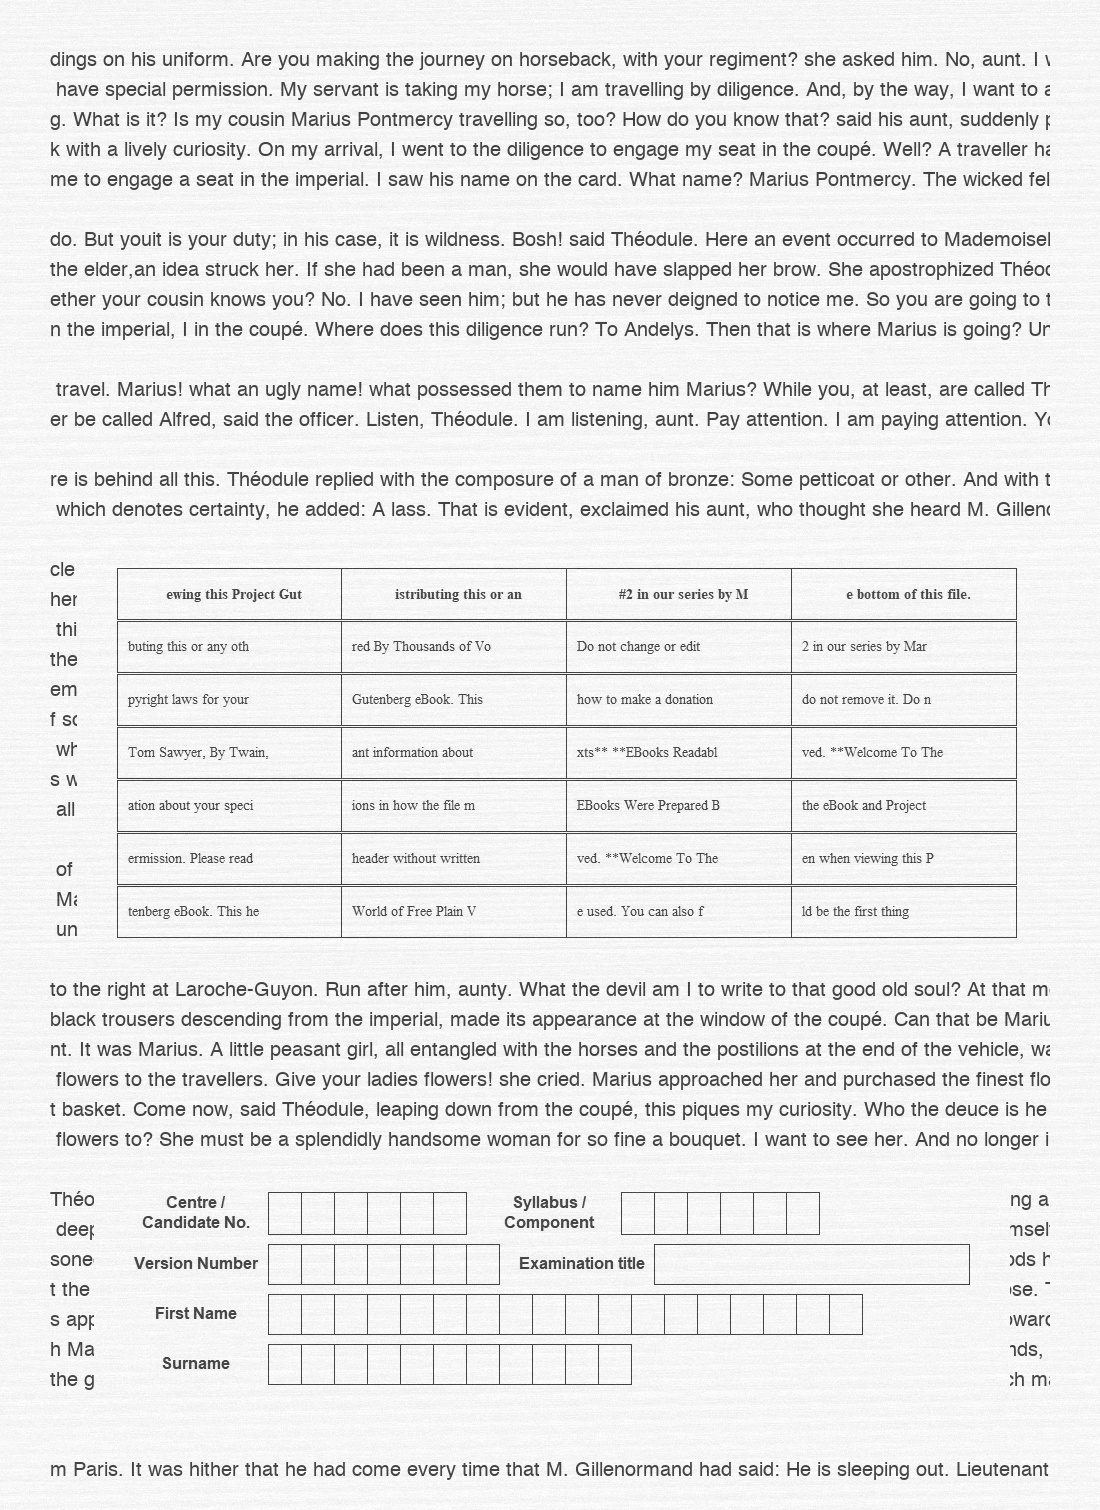 dings on his uniform. Are you making the journey on horseback, with your regiment? she asked him. No, aunt. I
have special permission. My servant is taking my horse; I am travelling by diligence. And, by the way, I want to
g. What is it? Is my cousin Marius Pontmercy travelling so, too? How do you know that? said his aunt, suddenly
k with a lively curiosity. On my arrival, I went to the diligence to engage my seat in the coupé. Well? A traveller
me to engage a seat in the imperial. I saw his name on the card. What name? Marius Pontmercy. The wicked fel
do. But youit is your duty; in his case, it is wildness. Bosh! said Théodule. Here an event occurred to Mademoisel
the elder,an idea struck her. If she had been a man, she would have slapped her brow. She apostrophized Théo
ether your cousin knows you? No. I have seen him; but he has never deigned to notice me. So you are going to
n the imperial, I in the coupé. Where does this diligence run? To Andelys. Then that is where Marius is going? Un
travel. Marius! what an ugly name! what possessed them to name him Marius? While you, at least, are called Th
er be called Alfred, said the officer. Listen, Théodule. I am listening, aunt. Pay attention. I am paying attention.
re is behind all this. Théodule replied with the composure of a man of bronze: Some petticoat or other. And with
which denotes certainty, he added: A lass. That is evident, exclaimed his aunt, who thought she heard M. Gillen
cle
her
thi
the
em
f
wh
s
all
of
un
ewing this Project Gut istributing this or an #2 in our series by M e bottom of this file.
buting this or any oth red By Thousands of Vo Do not change or edit 2 in our series by Mar
pyright laws for your Gutenberg eBook. This how to make a donation do not remove it. Do n
Tom Sawyer, By Twain, ant information about xts** **EBooks Readabl ved. **Welcome To The
ation about your speci ions in how the file m EBooks Were Prepared B the eBook and Project
ermission. Please read header without written ved. **Welcome To The en when viewing this P
tenberg eBook. This he World of Free Plain V e used. You can also f ld be the first thing
to the right at Laroche-Guyon. Run after him, aunty. What the devil am I to write to that good old soul? At that
black trousers descending from the imperial, made its appearance at the window of the coupé. Can that be Mariu
nt. It was Marius. A little peasant girl, all entangled with the horses and the postilions at the end of the vehicle,
flowers to the travellers. Give your ladies flowers! she cried. Marius approached her and purchased the finest flo
t basket. Come now, said Théodule, leaping down from the coupé, this piques my curiosity. Who the deuce is he
flowers to? She must be a splendidly handsome woman for so fine a bouquet. I want to see her. And no longer i
Théo ng a
deep
sone
t the
s app
h Ma nds,
the g
Centre / Candidate No. Syllabus / Component
Version Number Examination title
First Name
Surname
m Paris. It was hither that he had come every time that M. Gillenormand had said: He is sleeping out. Lieutenant